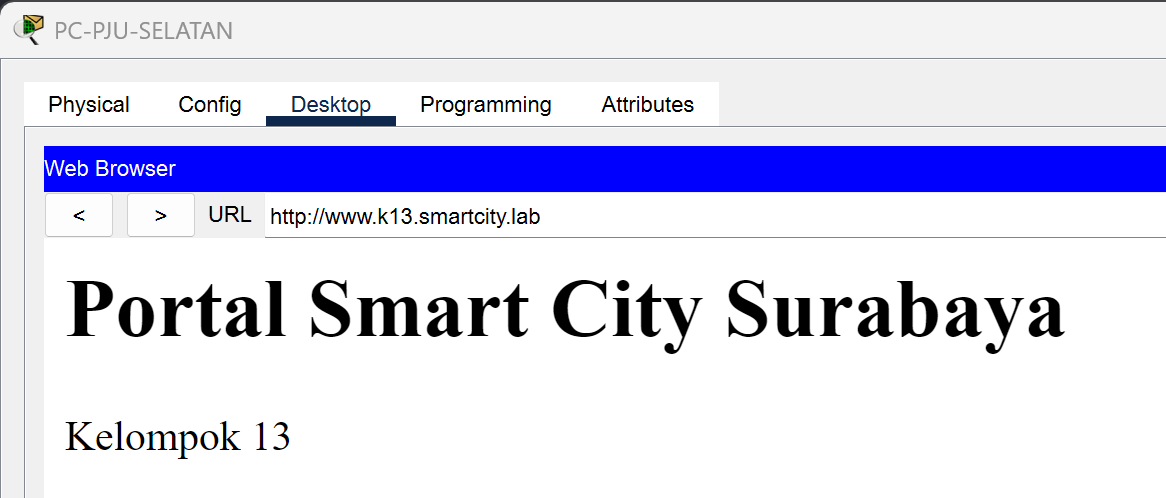 PC-PJU-SELATAN
Physical Config Desktop Programming Attributes
Web Browser
< > URL http://www.k13.smartcity.lab
Portal Smart City Surabaya
Kelompok 13